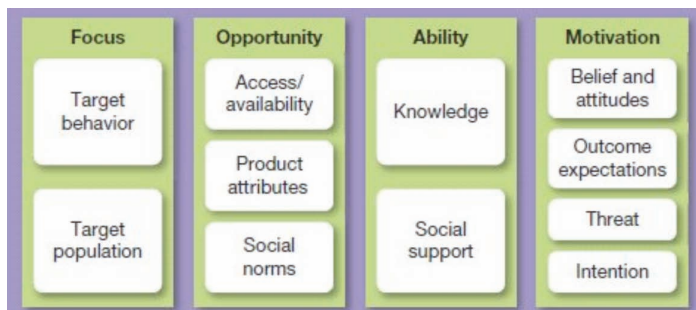 Focus
Target
behavior
Target
population
Opportunity
Access/
availability
Product
attributes
Social
norms
Ability
Knowledge
Social
support
Motivation
Belief and
attitudes
Outcome
expectations
Threat
Intention